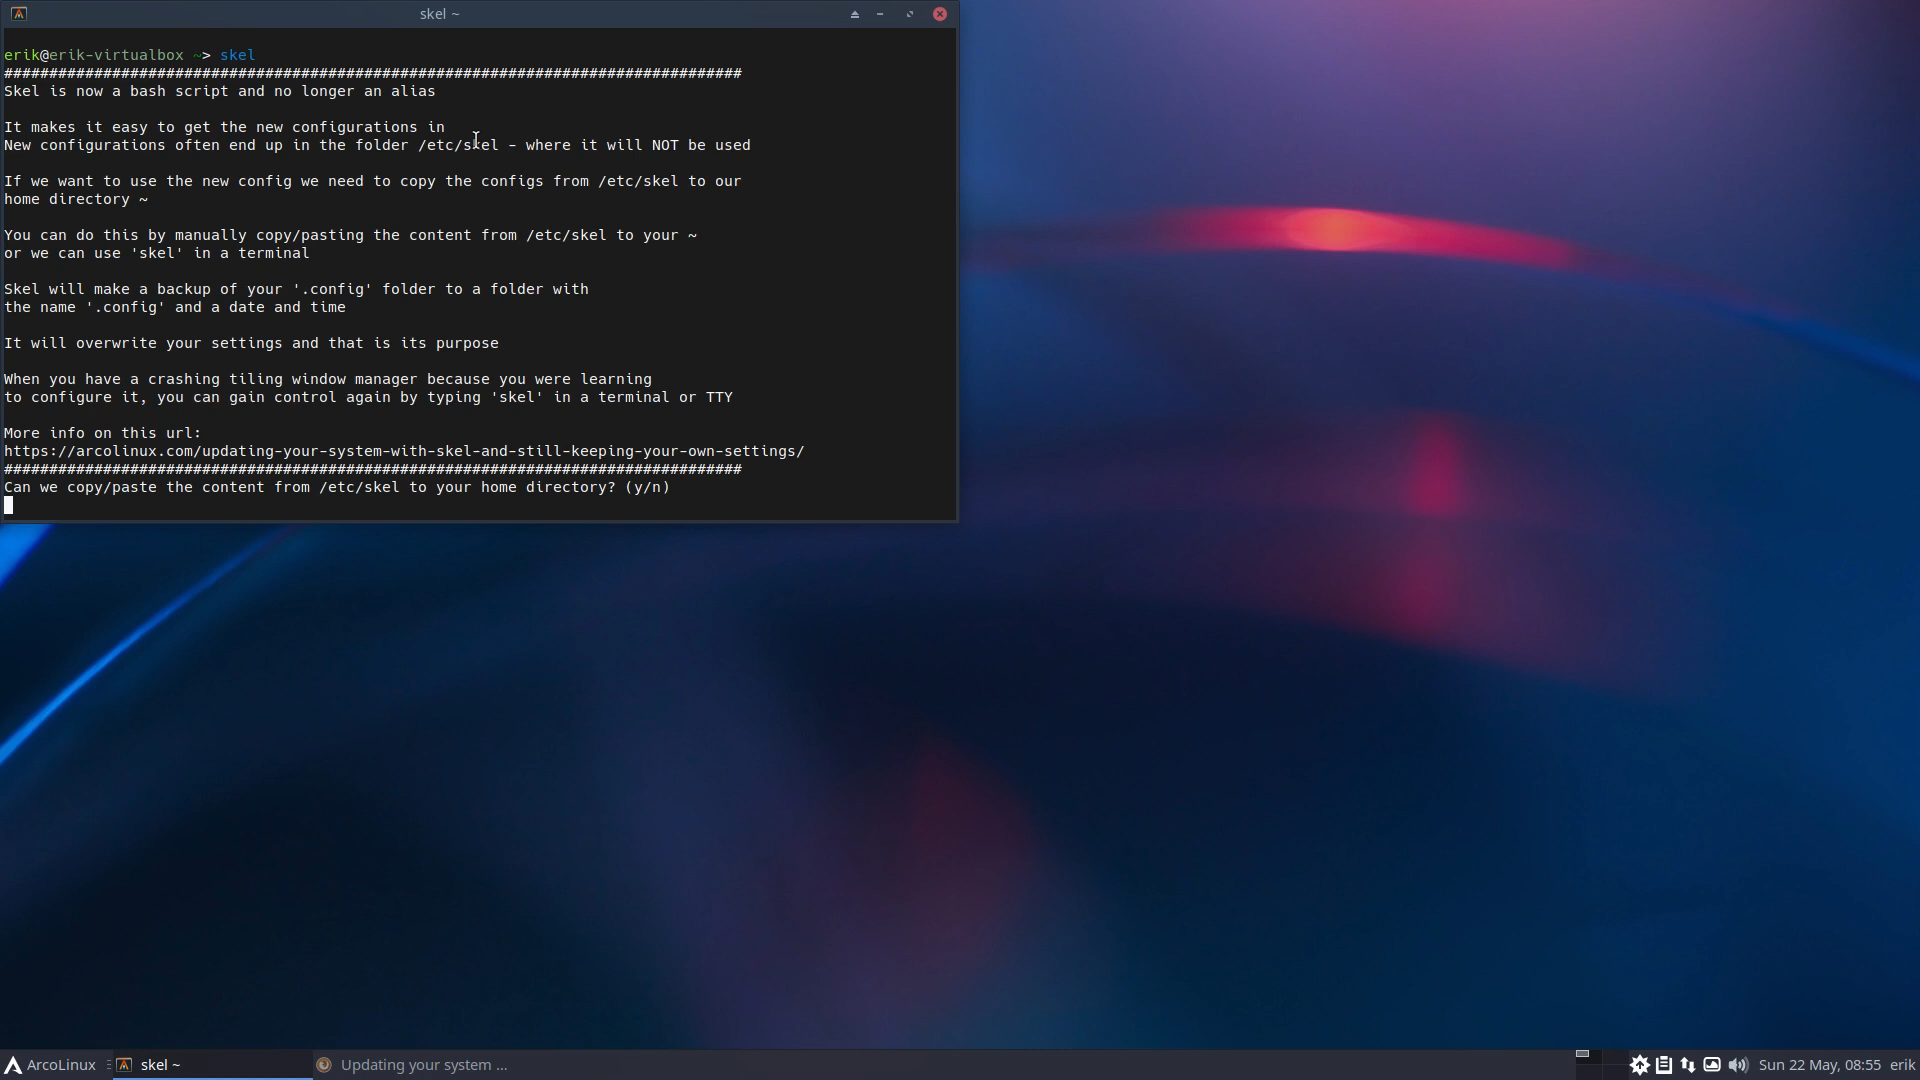 skel ~
erik@erik-virtualbox ~> skel
##################################################################################
Skel is now a bash script and no longer an alias
It makes it easy to get the new configurations in
New configurations often end up in the folder /etc/skel - where it will NOT be used
If we want to use the new config we need to copy the configs from /etc/skel to our
home directory ~
You can do this by manually copy/pasting the content from /etc/skel to your ~
or we can use 'skel' in a terminal
Skel will make a backup of your '.config' folder to a folder with
the name '.config' and a date and time
It will overwrite your settings and that is its purpose
When you have a crashing tiling window manager because you were learning
to configure it, you can gain control again by typing 'skel' in a terminal or TTY
More info on this url:
https://arcolinux.com/updating-your-system-with-skel-and-still-keeping-your-own-settings/
##################################################################################
Can we copy/paste the content from /etc/skel to your home directory? (y/n)
ArcoLinux skel ~ Updating your system ... Sun 22 May, 08:55 erik